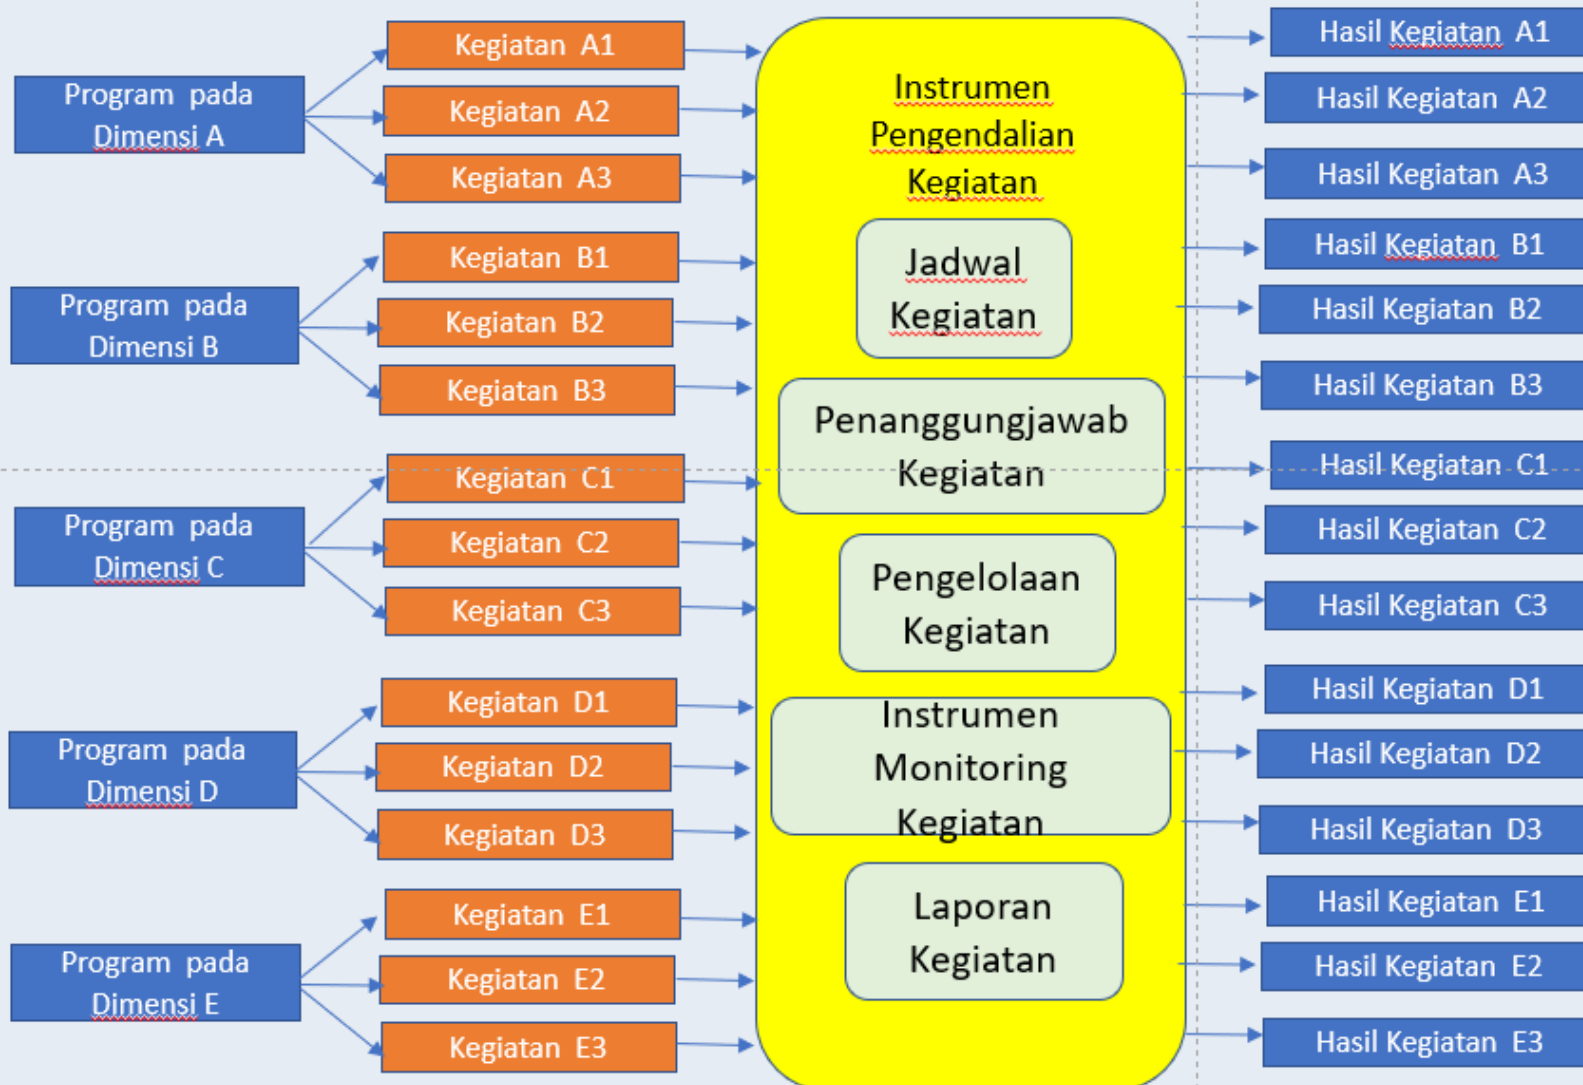 Program pada
Dimensi A
Kegiatan A1
Kegiatan A2
Kegiatan A3
Program pada
Dimensi B
Kegiatan B1
Kegiatan B2
Kegiatan B3
Program pada
Dimensi C
Kegiatan C1
Kegiatan C2
Kegiatan C3
Program pada
Dimensi D
Kegiatan D1
Kegiatan D2
Kegiatan D3
Program pada
Dimensi E
Kegiatan E1
Kegiatan E2
Kegiatan E3
Instrumen
Pengendalian
Kegiatan
Jadwal
Kegiatan
Penanggungjawab
Kegiatan
Pengelolaan
Kegiatan
Instrumen
Monitoring
Kegiatan
Laporan
Kegiatan
Hasil Kegiatan A1
Hasil Kegiatan A2
Hasil Kegiatan A3
Hasil Kegiatan B1
Hasil Kegiatan B2
Hasil Kegiatan B3
Hasil Kegiatan C1
Hasil Kegiatan C2
Hasil Kegiatan C3
Hasil Kegiatan D1
Hasil Kegiatan D2
Hasil Kegiatan D3
Hasil Kegiatan E1
Hasil Kegiatan E2
Hasil Kegiatan E3